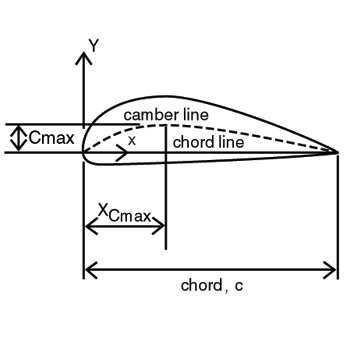 Y
camber line
Cmax
x
chord line
XCmax
chord, c